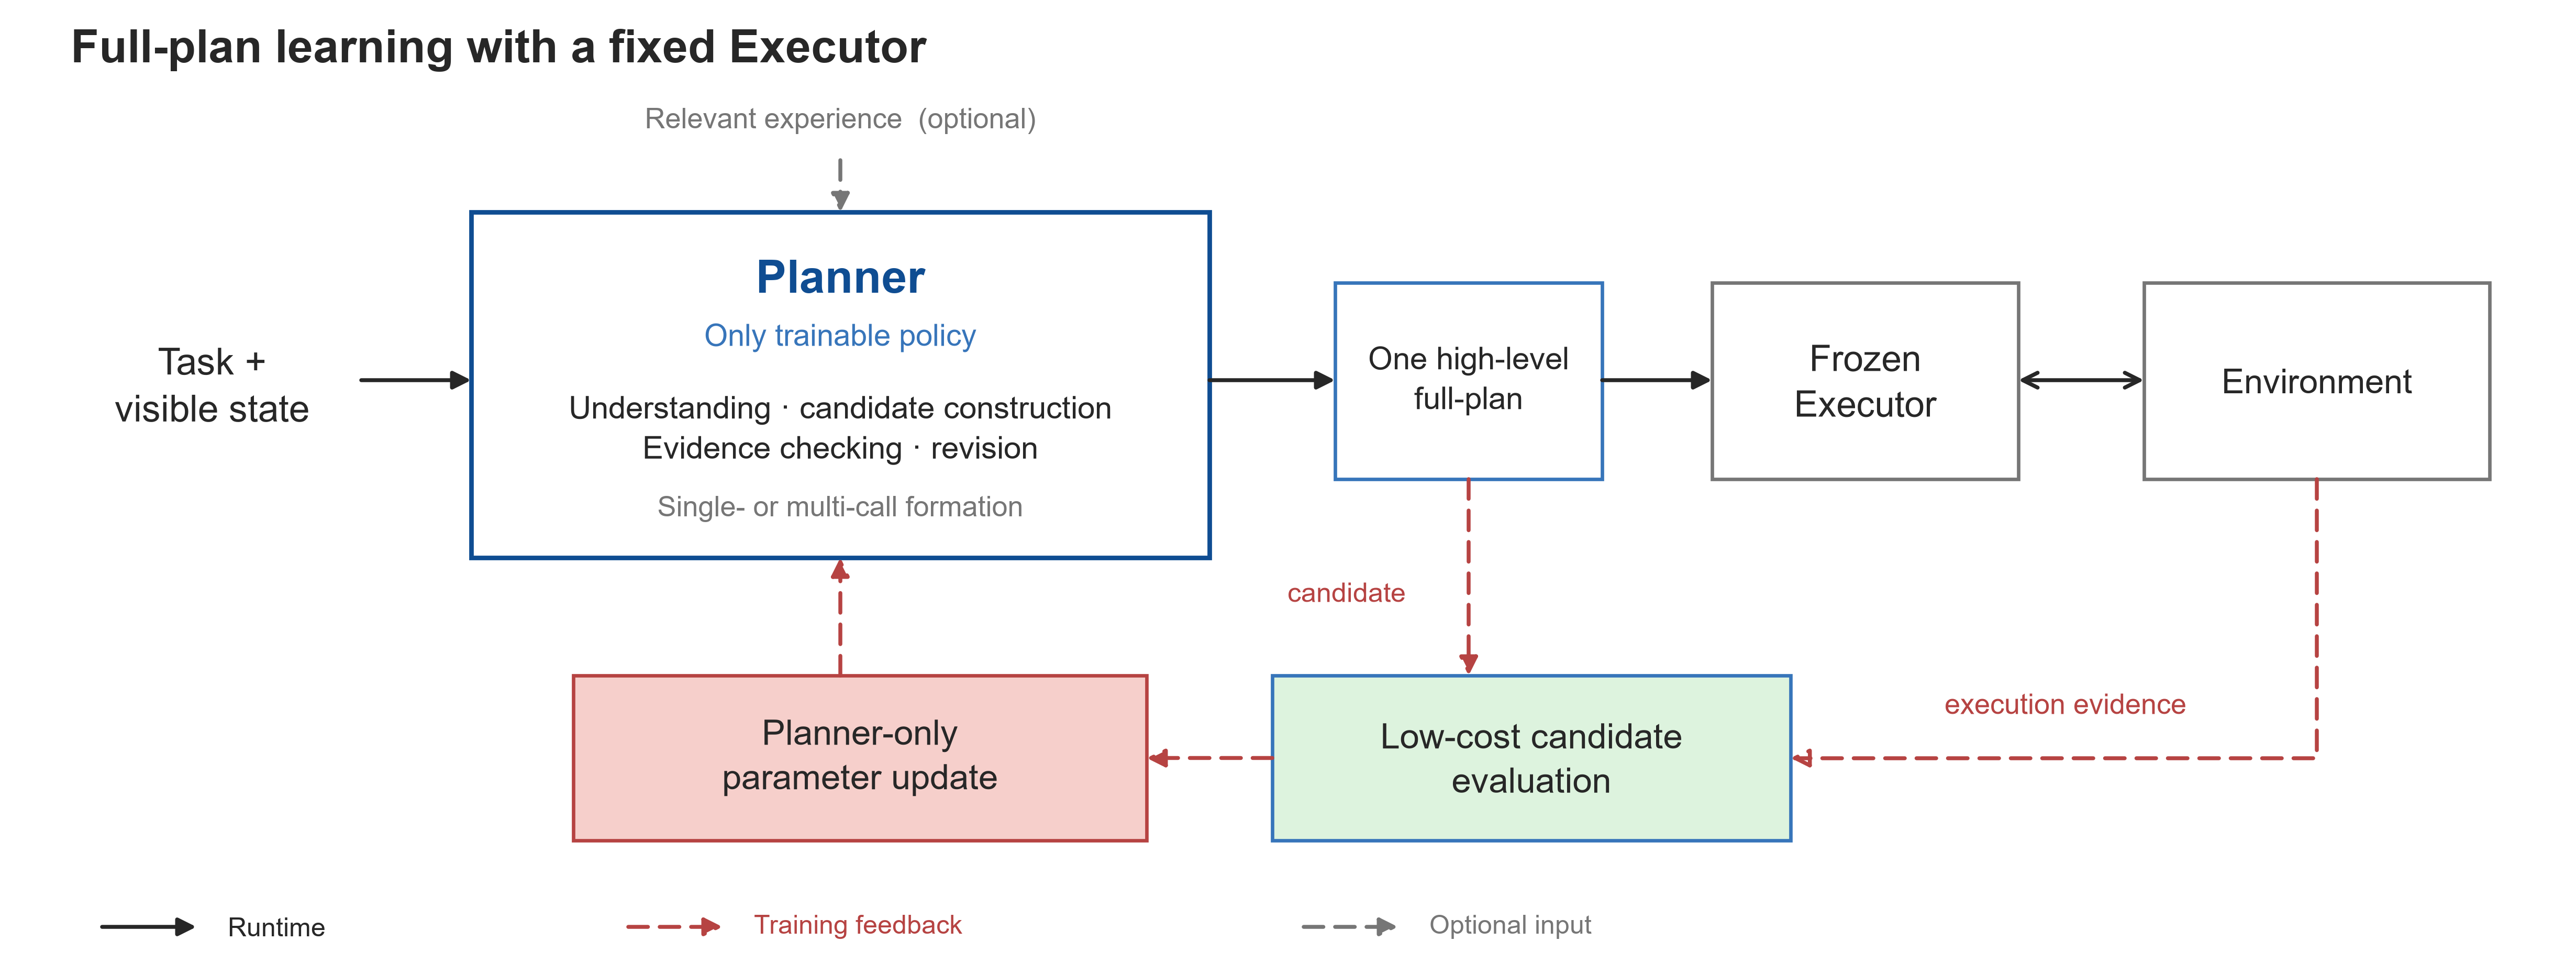 Full-plan learning with a fixed Executor
Relevant experience (optional)
Planner
Only trainable policy
Understanding · candidate construction
Evidence checking · revision
Single- or multi-call formation
Task +
visible state
One high-level
full-plan
Frozen
Executor
Environment
candidate
execution evidence
Planner-only
parameter update
Low-cost candidate
evaluation
Runtime
Training feedback
Optional input